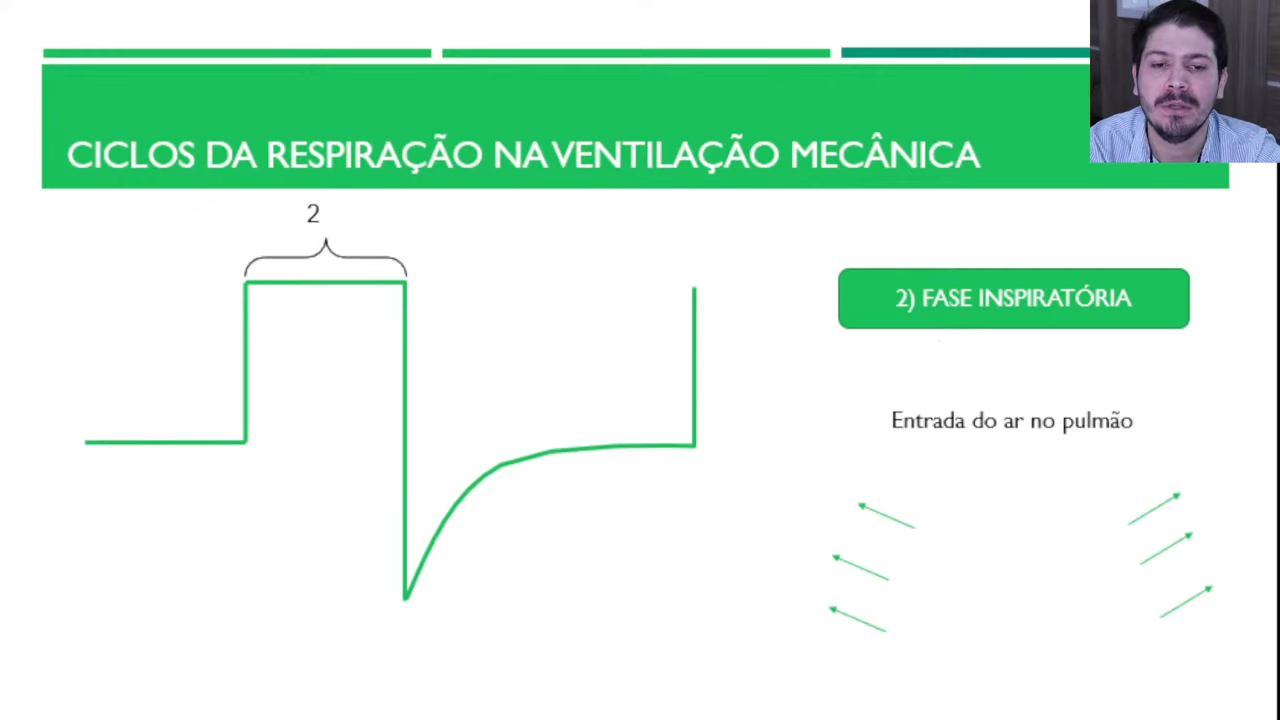 CICLOS DA RESPIRAÇÃO NA VENTILAÇÃO MECÂNICA
2
2) FASE INSPIRATÓRIA
Entrada do ar no pulmão